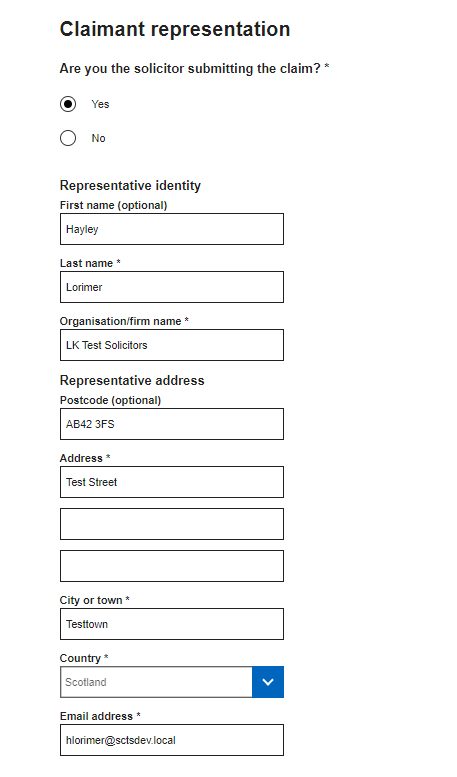 Claimant representation
Are you the solicitor submitting the claim? *
Yes
No
Representative identity
First name (optional)
Hayley
Last name *
Lorimer
Organisation/firm name *
LK Test Solicitors
Representative address
Postcode (optional)
AB42 3FS
Address *
Test Street
City or town *
Testtown
Country *
Scotland
Email address *
hlorimer@sctsdev.local